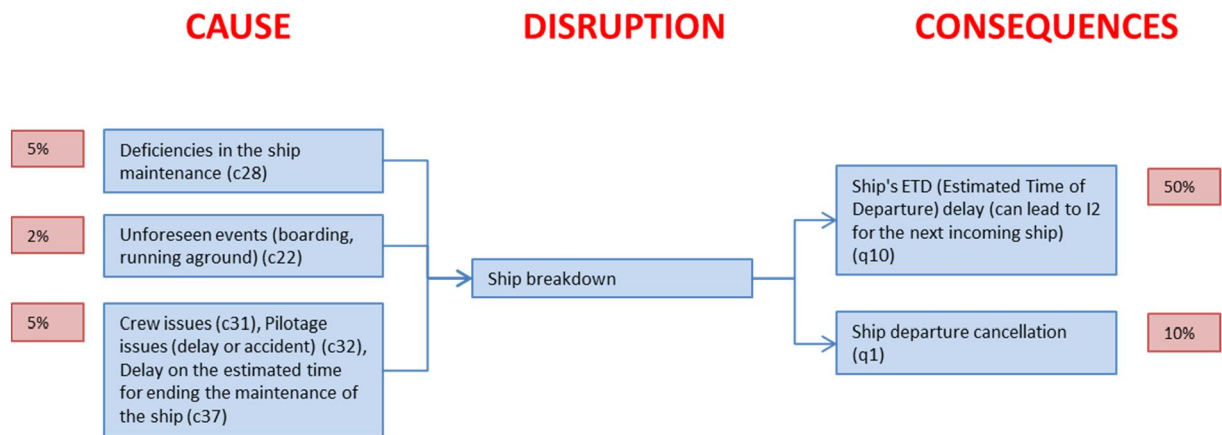 CAUSE
DISRUPTION
CONSEQUENCES
5%
Deficiencies in the ship
maintenance (c28)
2%
Unforeseen events (boarding,
running aground) (c22)
5%
Crew issues (c31), Pilotage
issues (delay or accident) (c32),
Delay on the estimated time
for ending the maintenance of
the ship (c37)
Ship breakdown
Ship's ETD (Estimated Time of
Departure) delay (can lead to I2
for the next incoming ship)
(q10)
50%
Ship departure cancellation
(q1)
10%